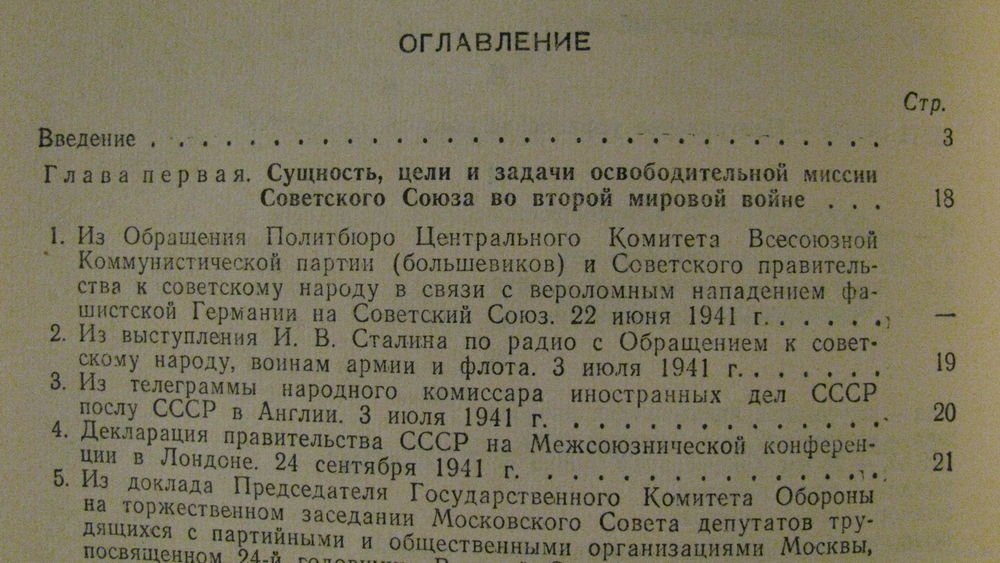 ОГЛАВЛЕНИЕ
Стр.
Введение . . . . . . . . . . . . . . . . . . . . . . . . . . . . . 3
Глава первая. Сущность, цели и задачи освободительной миссии
Советского Союза во второй мировой войне . . . 18
1. Из Обращения Политбюро Центрального Комитета Всесоюзной
Коммунистической партии (большевиков) и Советского правитель-
ства к советскому народу в связи с вероломным нападением фа-
шистской Германии на Советский Союз. 22 июня 1941 г. . . . . . —
2. Из выступления И. В. Сталина по радио с Обращением к совет-
скому народу, воинам армии и флота. 3 июля 1941 г. . . . . . . 19
3. Из телеграммы народного комиссара иностранных дел СССР
послу СССР в Англии. 3 июля 1941 г. . . . . . . . . . . . . . 20
4. Декларация правительства СССР на Межсоюзнической конферен-
ции в Лондоне. 24 сентября 1941 г. . . . . . . . . . . . . . . 21
5. Из доклада Председателя Государственного Комитета Обороны
на торжественном заседании Московского Совета депутатов тру-
дящихся с партийными и общественными организациями Москвы,
посвященном 24-й